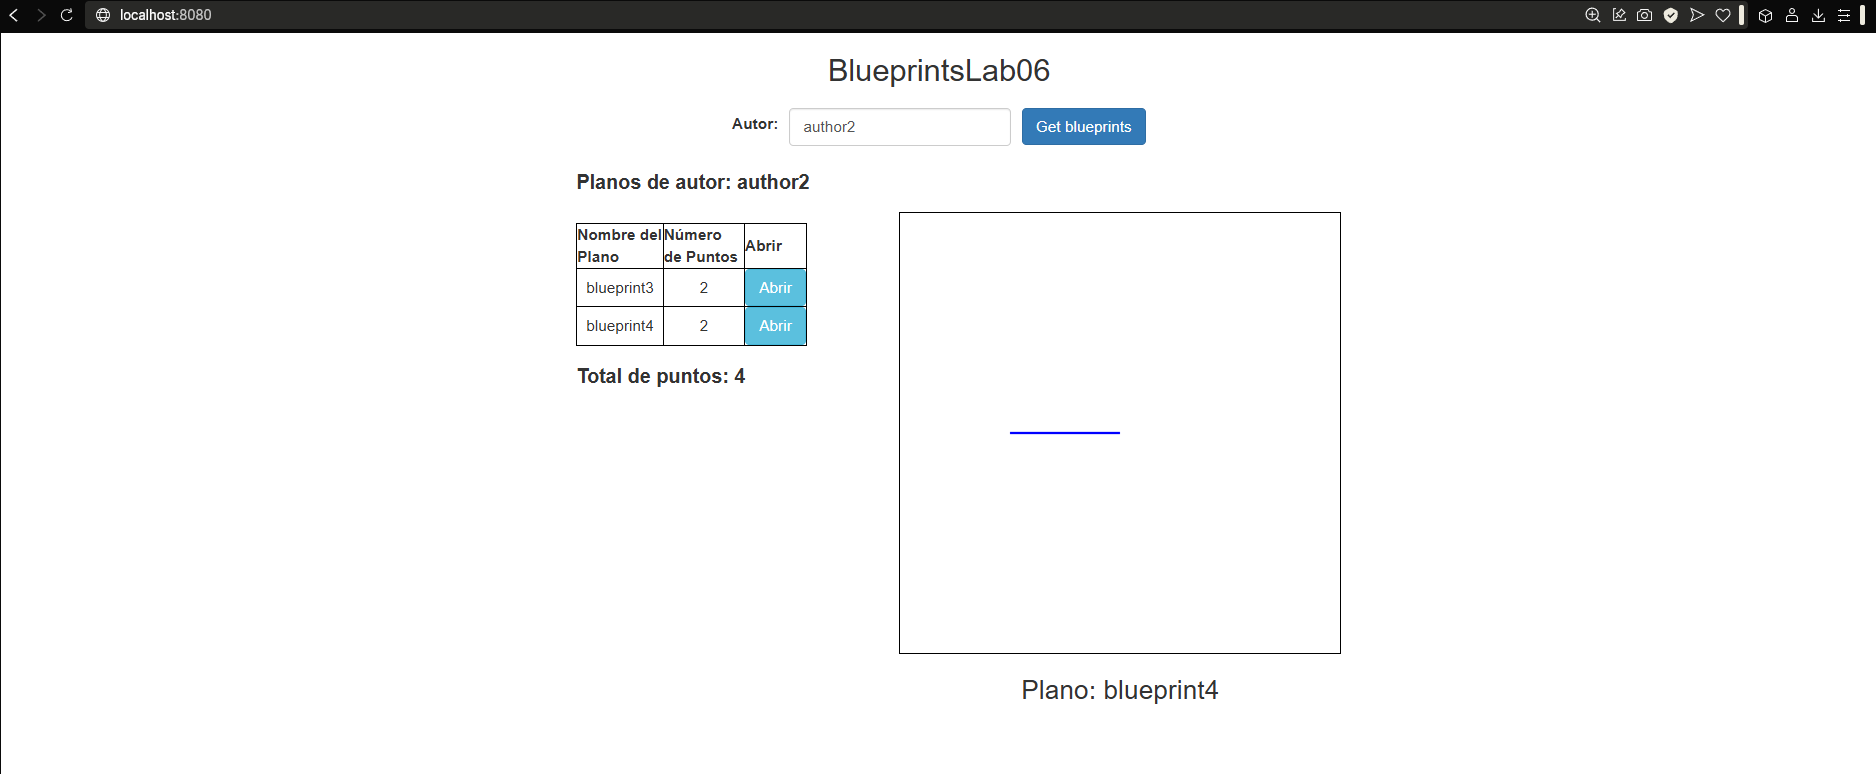 localhost:8080
BlueprintsLab06
Autor: author2 Get blueprints
Planos de autor: author2
Nombre del Plano Número de Puntos Abrir
blueprint3 2 Abrir
blueprint4 2 Abrir
Total de puntos: 4
Plano: blueprint4